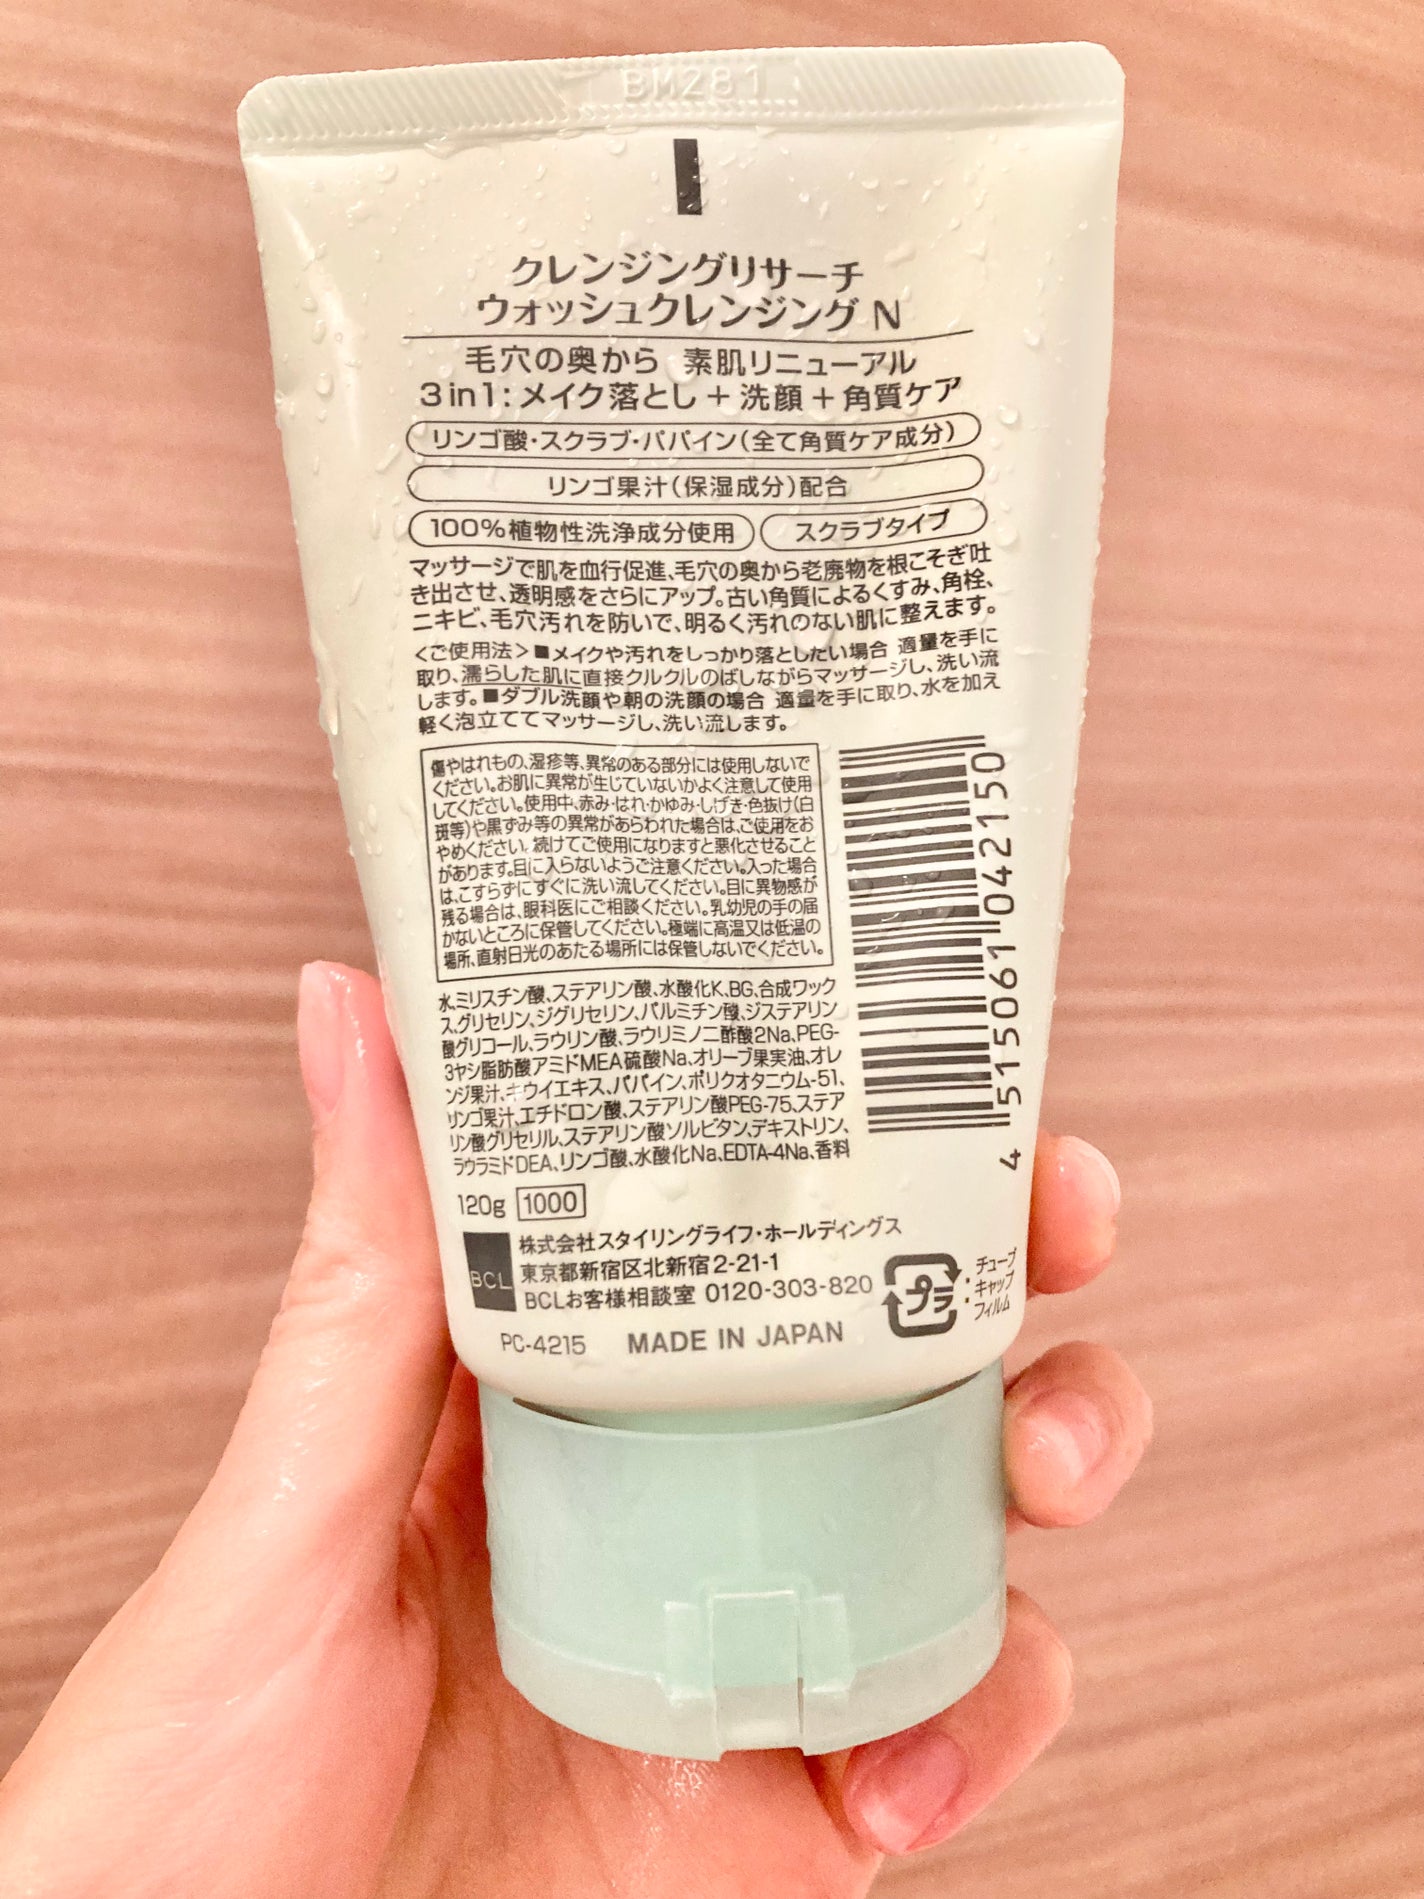 BM281
クレンジングリサーチ
ウォッシュクレンジング N
毛穴の奥から 素肌リニューアル
3in1:メイク落とし+洗顔+角質ケア
リンゴ酸・スクラブ・パパイン(全て角質ケア成分)
リンゴ果汁(保湿成分)配合
100%植物性洗浄成分使用 スクラブタイプ
マッサージで肌を血行促進、毛穴の奥から老廃物を根こそぎ吐
き出させ、透明感をさらにアップ。古い角質によるくすみ、角栓、
ニキビ、毛穴汚れを防いで、明るく汚れのない肌に整えます。
<ご使用法>■メイクや汚れをしっかり落としたい場合 適量を手に
取り、濡らした肌に直接クルクルのばしながらマッサージし、洗い流
します。■ダブル洗顔や朝の洗顔の場合 適量を手に取り、水を加え
軽く泡立ててマッサージし、洗い流します。
傷やはれもの、湿疹等、異常のある部分には使用しないで
ください。お肌に異常が生じていないかよく注意して使用
してください。使用中、赤み・はれ・かゆみ・しげき・色抜け(白
斑等)や黒ずみ等の異常があらわれた場合は、ご使用をお
やめください。続けてご使用になりますと悪化させること
があります。目に入らないようご注意ください。入った場合
は、こすらずにすぐに洗い流してください。目に異物感が
残る場合は、眼科医にご相談ください。乳幼児の手の届
かないところに保管してください。極端に高温又は低温の
場所、直射日光のあたる場所には保管しないでください。
水、ミリスチン酸、ステアリン酸、水酸化K、BG、合成ワック
ス、グリセリン、ジグリセリン、パルミチン酸、ジステアリン
酸グリコール、ラウリン酸、ラウリミノ二酢酸2Na、PEG-
3ヤシ脂肪酸アミドMEA硫酸Na、オリーブ果実油、オレ
ンジ果汁、キウイエキス、パパイン、ポリクオタニウム-51、
リンゴ果汁、エチドロン酸、ステアリン酸PEG-75、ステア
リン酸グリセリル、ステアリン酸ソルビタン、デキストリン、
ラウラミドDEA、リンゴ酸、水酸化Na、EDTA-4Na、香料
4 515061 042150
120g 1000
BCL
株式会社スタイリングライフ・ホールディングス
東京都新宿区北新宿2-21-1
BCLお客様相談室 0120-303-820
プラ
チューブ
・キャップ
・フィルム
PC-4215 MADE IN JAPAN